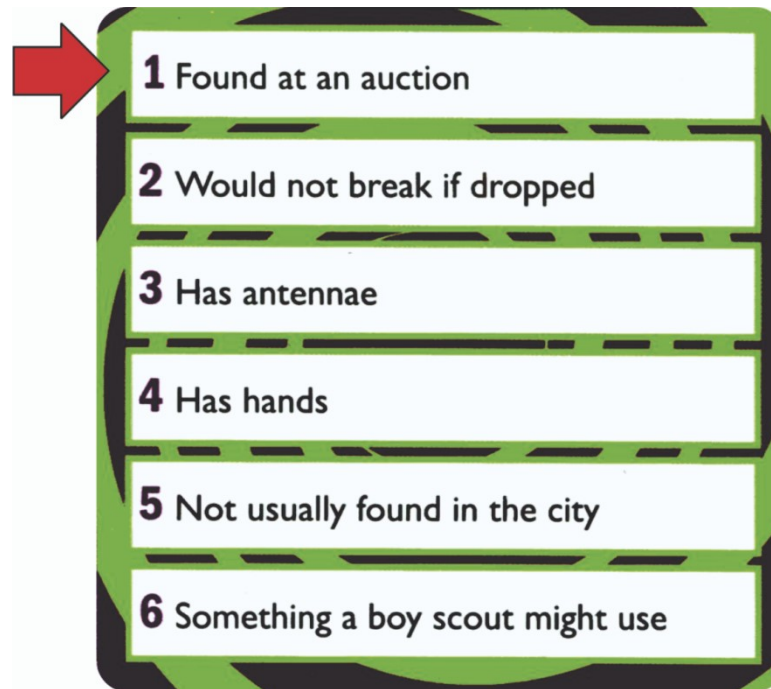 1 Found at an auction
2 Would not break if dropped
3 Has antennae
4 Has hands
5 Not usually found in the city
6 Something a boy scout might use